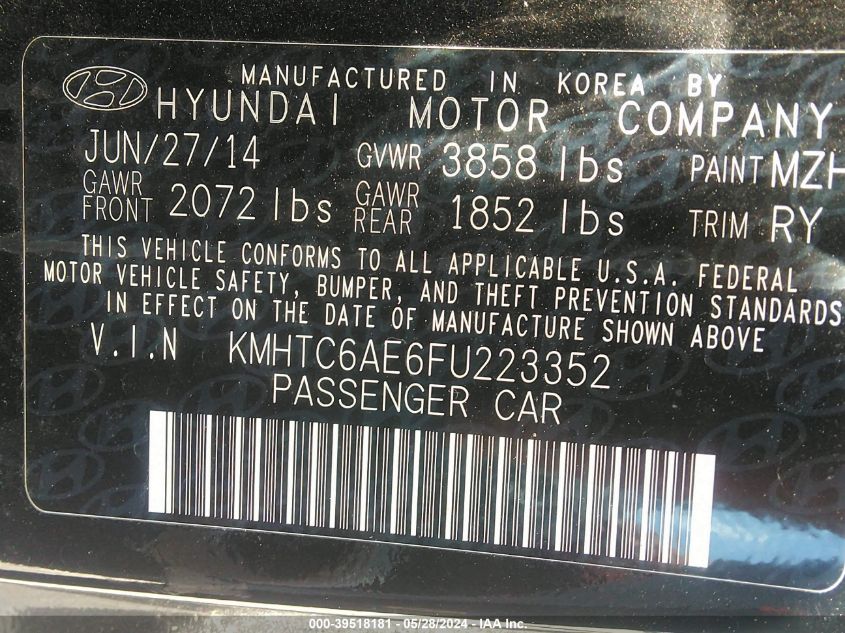 MANUFACTURED IN KOREA BY
HYUNDAI MOTOR COMPANY
JUN/27/14 GVWR 3858 lbs PAINT MZH
GAWR FRONT 2072 lbs GAWR REAR 1852 lbs TRIM RY
THIS VEHICLE CONFORMS TO ALL APPLICABLE U.S.A. FEDERAL
MOTOR VEHICLE SAFETY, BUMPER, AND THEFT PREVENTION STANDARDS
IN EFFECT ON THE DATE OF MANUFACTURE SHOWN ABOVE
V.I.N KMHTC6AE6FU223352
PASSENGER CAR
000-39518181 - 05/28/2024 - IAA Inc.